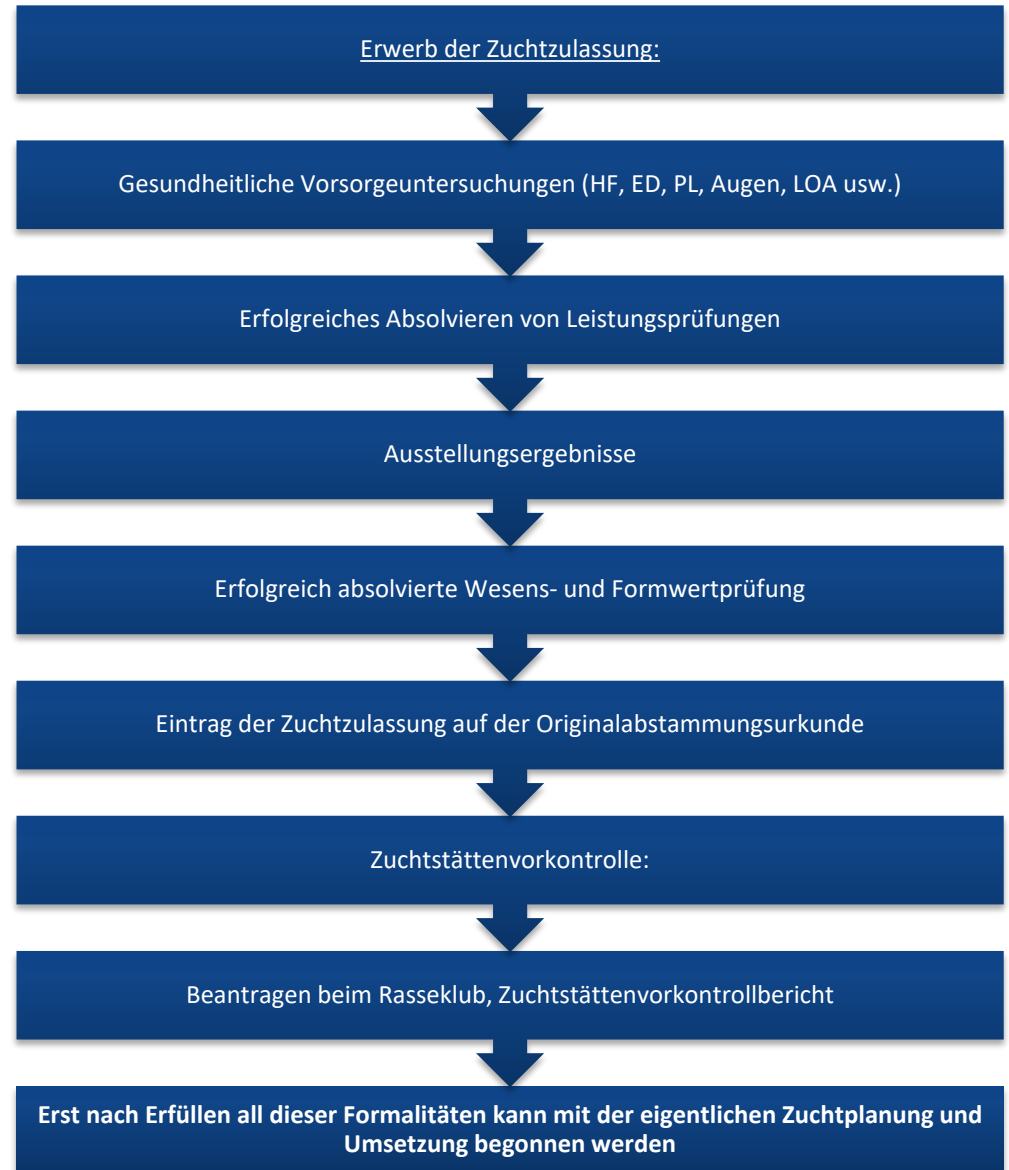 Erwerb der Zuchtzulassung:
Gesundheitliche Vorsorgeuntersuchungen (HF, ED, PL, Augen, LOA usw.)
Erfolgreiches Absolvieren von Leistungsprüfungen
Ausstellungsergebnisse
Erfolgreich absolvierte Wesens- und Formwertprüfung
Eintrag der Zuchtzulassung auf der Originalabstammungsurkunde
Zuchtstättenvorkontrolle:
Beantragen beim Rasseklub, Zuchtstättenvorkontrollbericht
Erst nach Erfüllen all dieser Formalitäten kann mit der eigentlichen Zuchtplanung und
Umsetzung begonnen werden